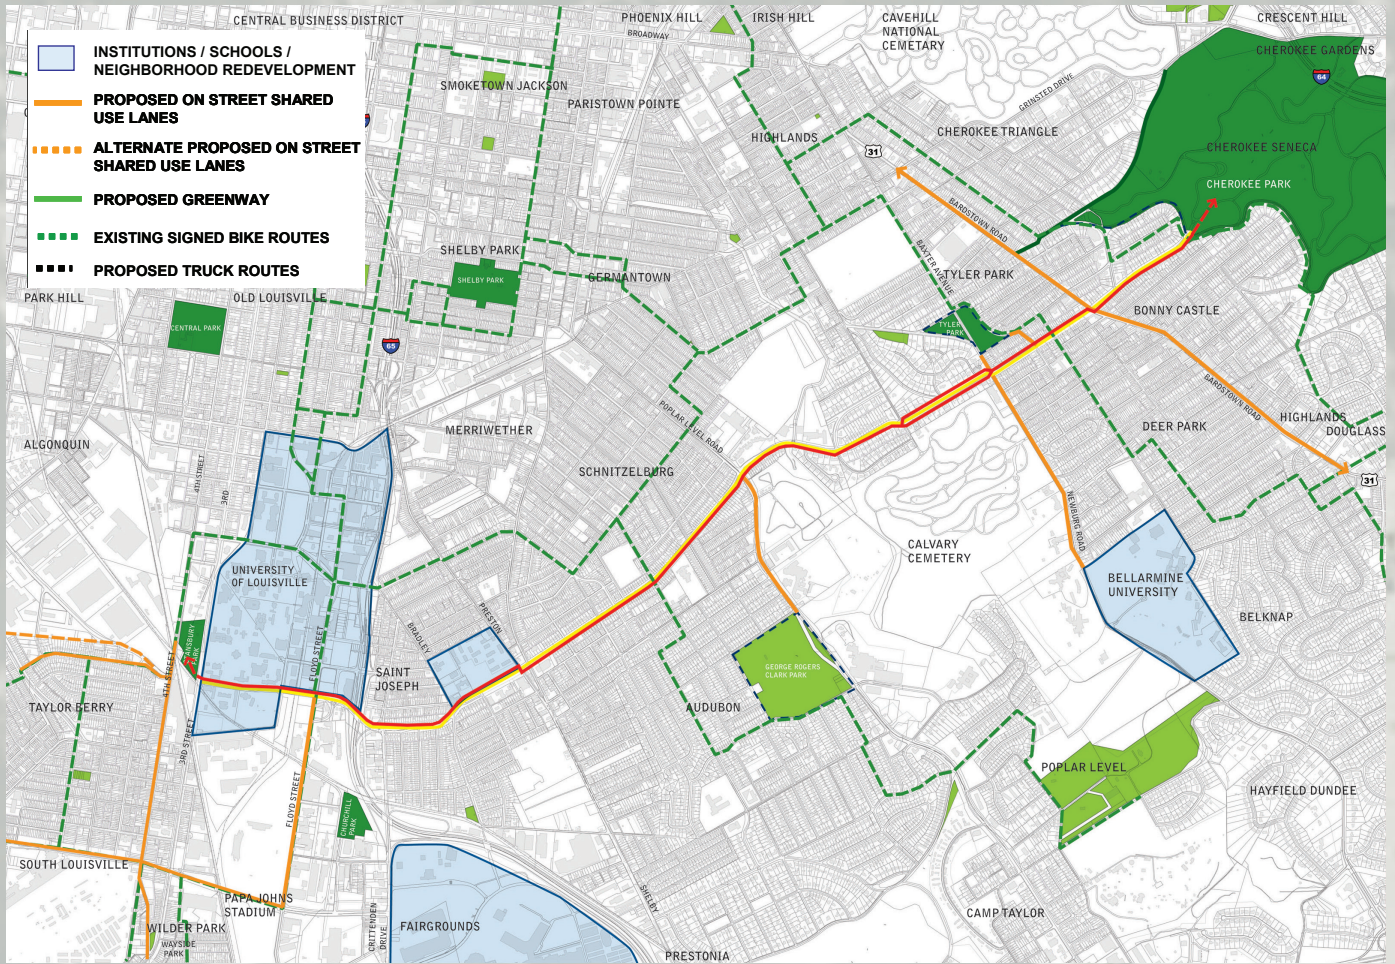 INSTITUTIONS / SCHOOLS /
NEIGHBORHOOD REDEVELOPMENT
PROPOSED ON STREET SHARED
USE LANES
ALTERNATE PROPOSED ON STREET
SHARED USE LANES
PROPOSED GREENWAY
EXISTING SIGNED BIKE ROUTES
PROPOSED TRUCK ROUTES
CENTRAL BUSINESS DISTRICT
PHOENIX HILL
BROADWAY
IRISH HILL
CAVEHILL
NATIONAL
CEMETARY
CRESCENT HILL
CHEROKEE GARDENS
64
SMOKETOWN JACKSON
PARISTOWN POINTE
GRINSTED DRIVE
HIGHLANDS
CHEROKEE TRIANGLE
31
CHEROKEE SENECA
CHEROKEE PARK
BARDSTOWN ROAD
BAXTER AVENUE
SHELBY PARK
SHELBY PARK
GERMANTOWN
TYLER PARK
PARK HILL
OLD LOUISVILLE
CENTRAL PARK
65
TYLER
PARK
BONNY CASTLE
BARDSTOWN ROAD
POPLAR LEVEL ROAD
ALGONQUIN
MERRIWETHER
HIGHLANDS
DOUGLASS
DEER PARK
4TH STREET
3RD
SCHNITZELBURG
31
NEWBURG ROAD
CALVARY
CEMETERY
UNIVERSITY
OF LOUISVILLE
BELLARMINE
UNIVERSITY
BELKNAP
PRESTON
BRADLEY
FLOYD STREET
4TH STREET
SAINT
JOSEPH
GEORGE ROGERS
CLARK PARK
TAYLOR BERRY
AUDUBON
3RD STREET
POPLAR LEVEL
FLOYD STREET
CHURCHILL
PARK
HAYFIELD DUNDEE
SOUTH LOUISVILLE
PAPA JOHNS
STADIUM
SHELBY
CAMP TAYLOR
WILDER PARK
WAYSIDE
PARK
CRITTENDEN
DRIVE
FAIRGROUNDS
PRESTONIA